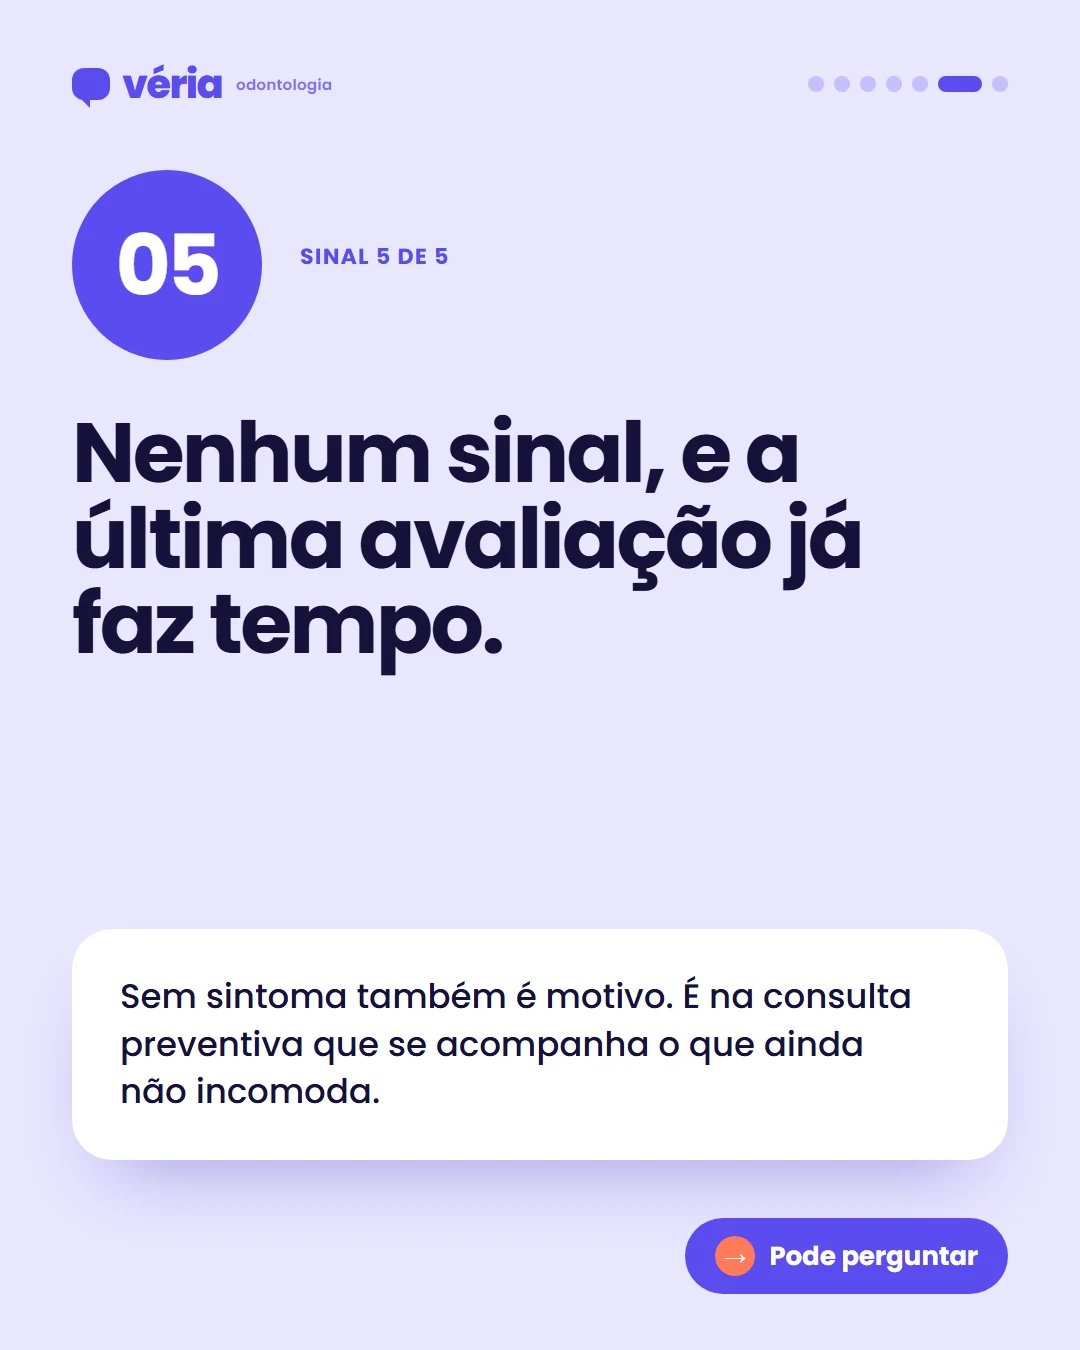 véria odontologia
05
SINAL 5 DE 5
Nenhum sinal, e a
última avaliação já
faz tempo.
Sem sintoma também é motivo. É na consulta
preventiva que se acompanha o que ainda
não incomoda.
→ Pode perguntar